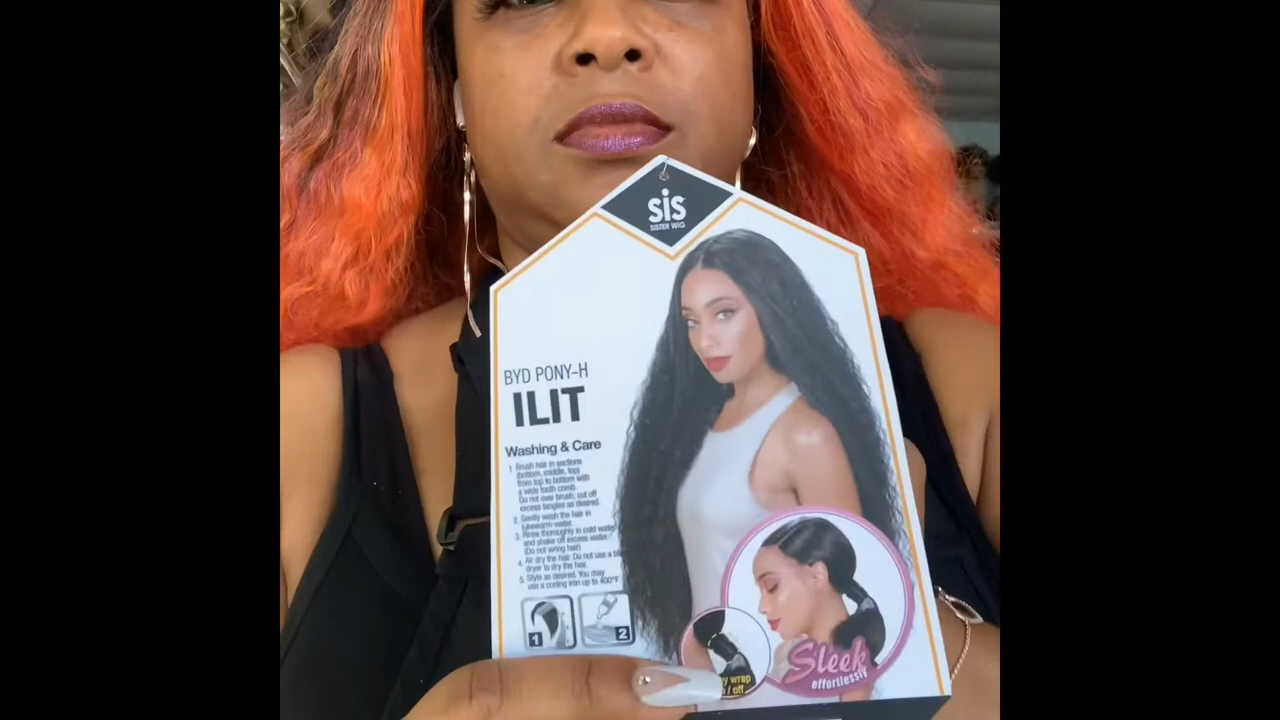 sis
SISTER WIG
BYD PONY-H
ILIT
Washing & Care
1. Brush hair in sections
(bottom, middle, top)
from top to bottom with
a wide tooth comb.
Do not over brush, cut off
excess tangles as desired.
2. Gently wash the hair in
lukewarm water.
3. Rinse thoroughly in cold water
and shake off excess water.
(Do not wring hair)
4. Air dry the hair. Do not use a
dryer to dry the hair.
5. Style as desired. You may
use a curling iron up to 400°F
1
2
Sleek
effortlessly
wrap
/ off